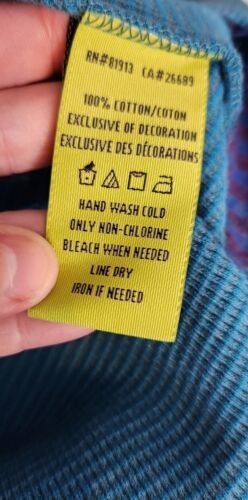 RN#81913 CA#26689
100% COTTON/COTON
EXCLUSIVE OF DECORATION
EXCLUSIVE DES DÉCORATIONS
HAND WASH COLD
ONLY NON-CHLORINE
BLEACH WHEN NEEDED
LINE DRY
IRON IF NEEDED